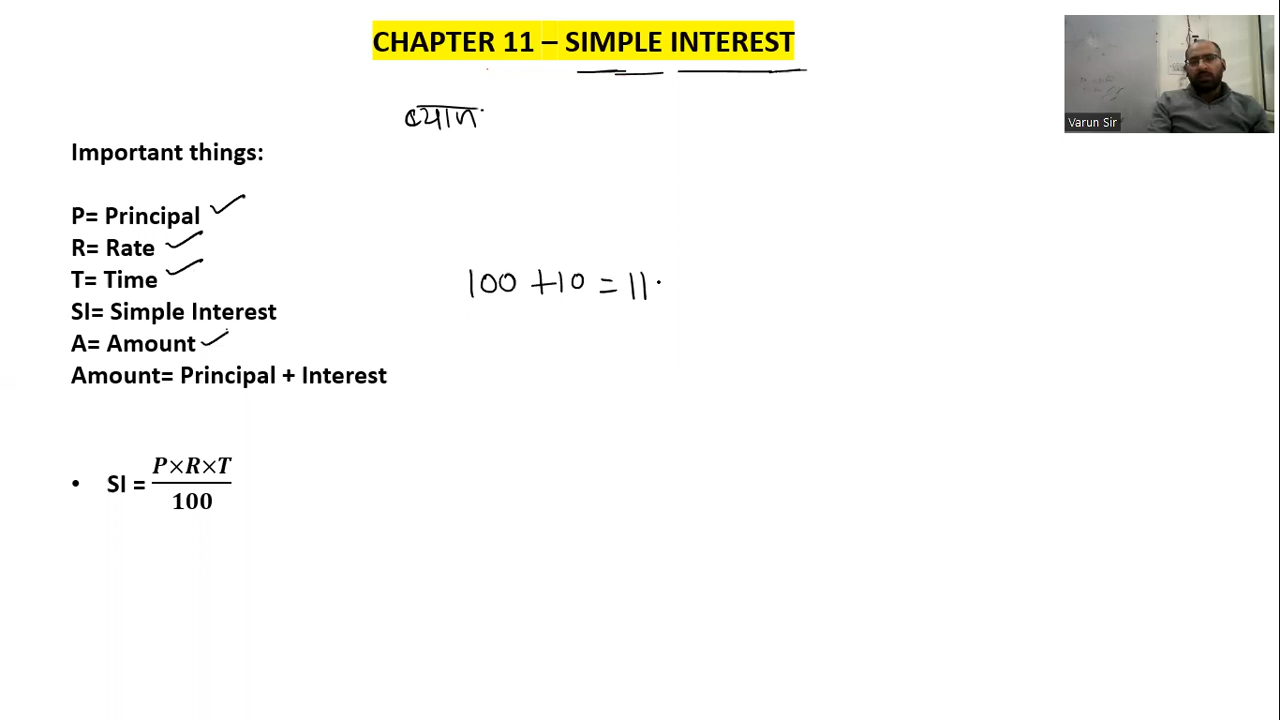 CHAPTER 11 – SIMPLE INTEREST
Varun Sir
ब्याज
Important things:
P= Principal ✓
R= Rate ✓
T= Time ✓
100 +10 = 11
SI= Simple Interest
A= Amount ✓
Amount= Principal + Interest
• SI = P×R×T
100